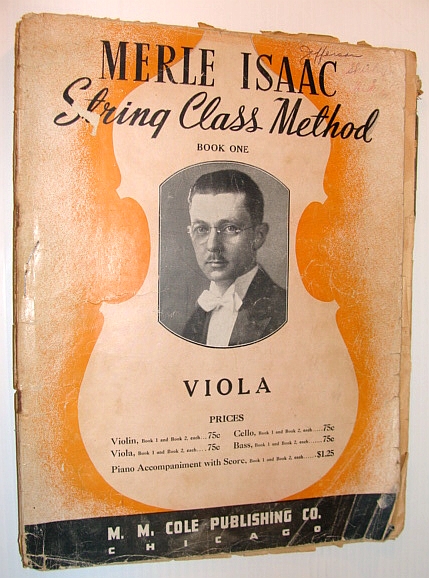 Jefferson
MERLE ISAAC
String Class Method
BOOK ONE
VIOLA
PRICES
Violin, Book 1 and Book 2, each....75c
Cello, Book 1 and Book 2, each.....75c
Viola, Book 1 and Book 2, each....75c
Bass, Book 1 and Book 2, each.....75c
Piano Accompaniment with Score, Book 1 and Book 2, each......$1.25
M. M. COLE PUBLISHING CO.
CHICAGO